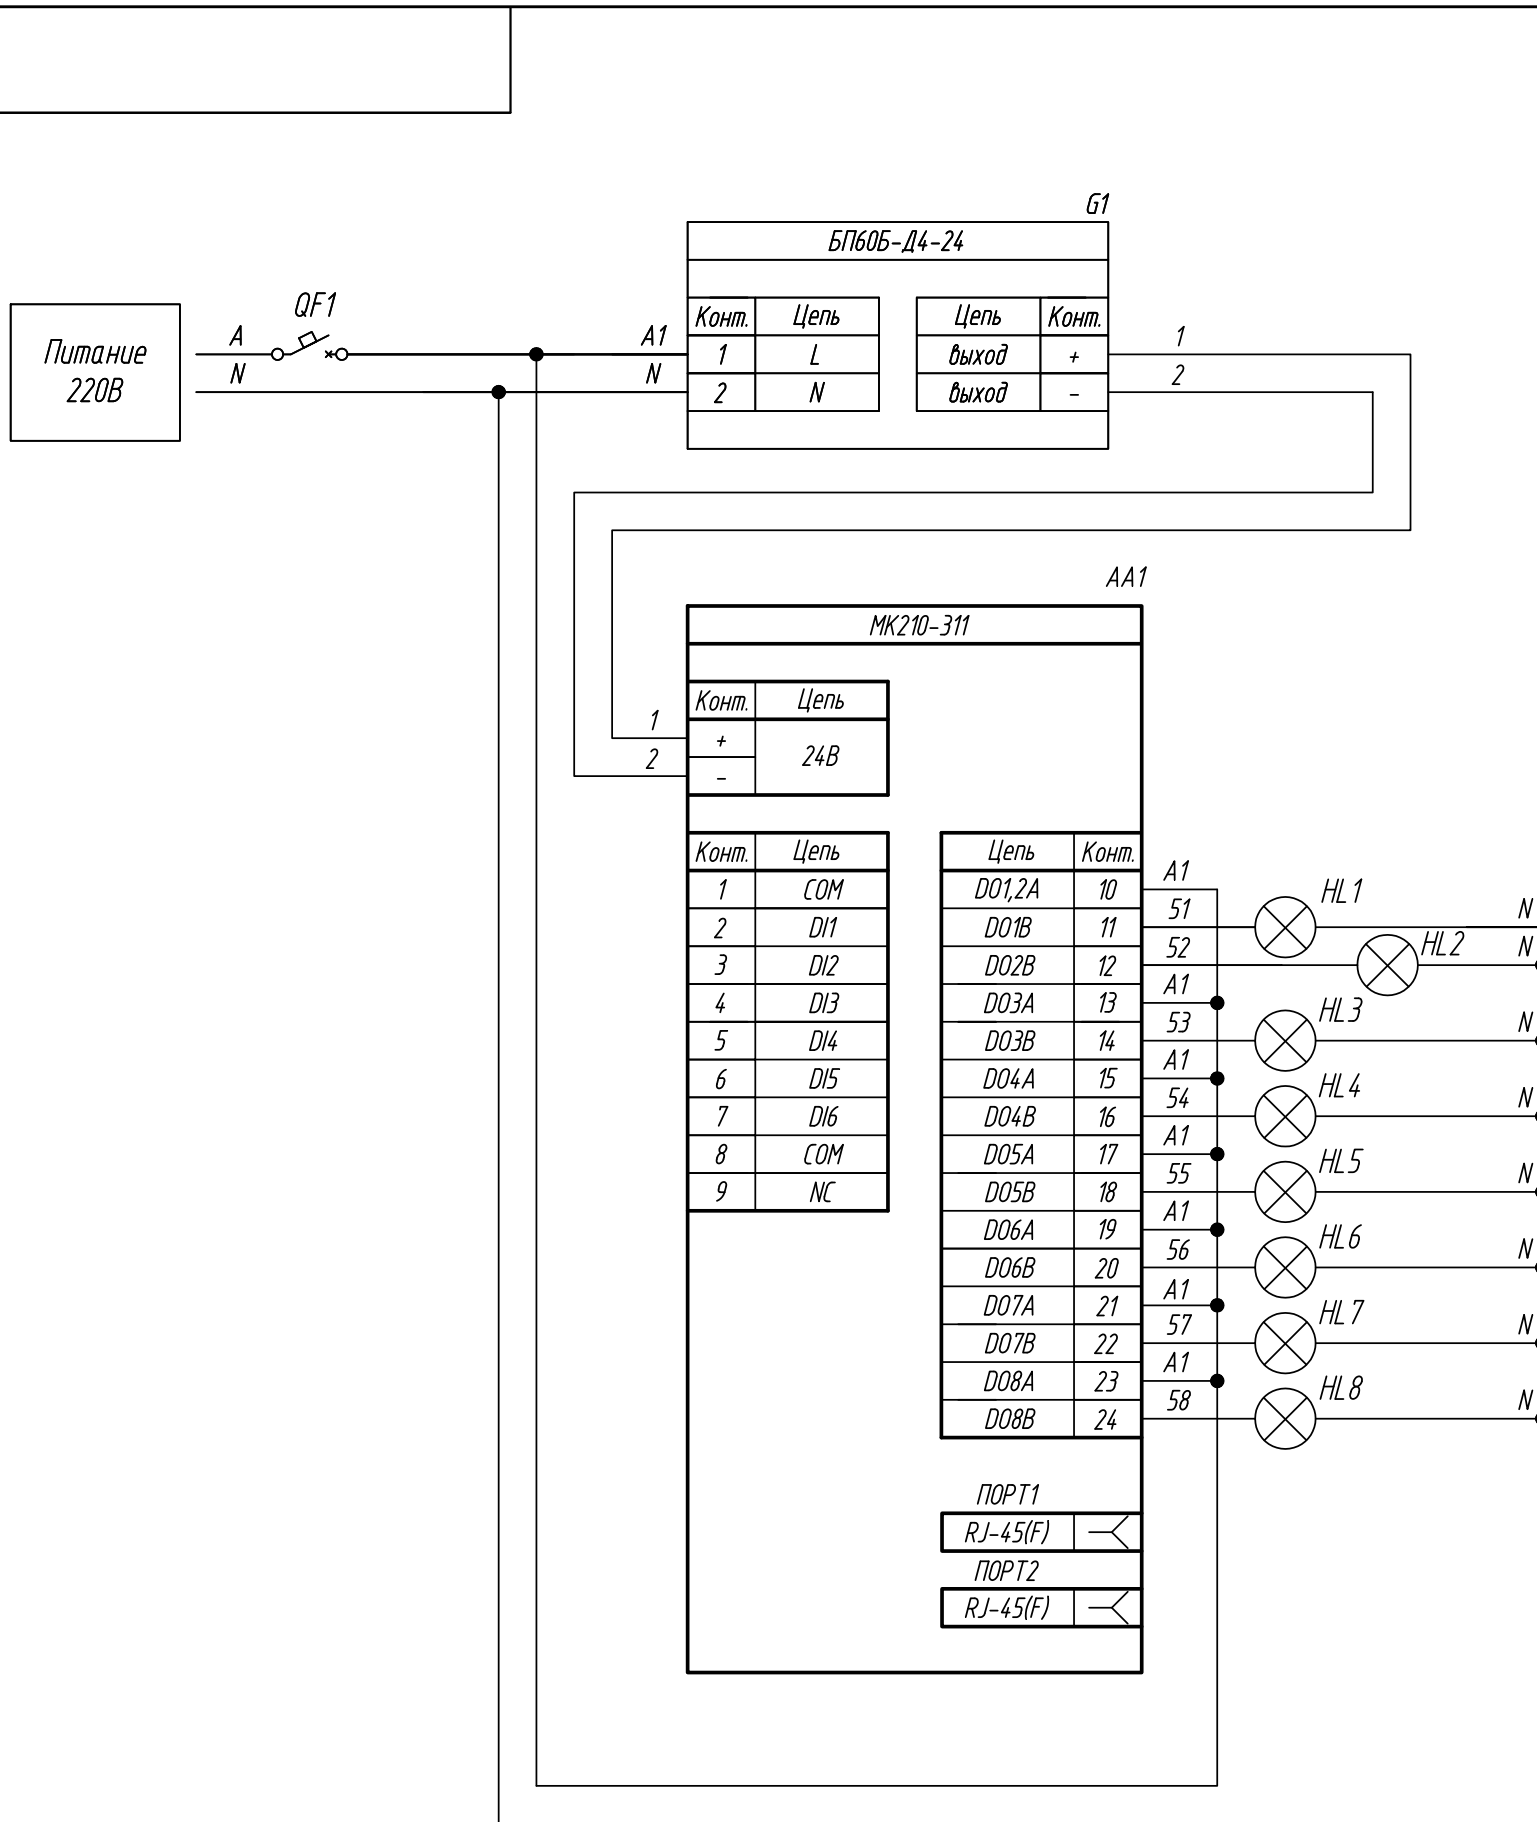 G1
БП60Б-Д4-24
QF1
Питание
220В
A
N
A1
N
Конт. Цепь
1 L
2 N
Цепь Конт.
выход +
выход -
1
2
AA1
МК210-311
1
2
Конт. Цепь
+ 24В
-
Конт. Цепь
1 COM
2 DI1
3 DI2
4 DI3
5 DI4
6 DI5
7 DI6
8 COM
9 NC
Цепь Конт.
DO1,2A 10 A1
DO1B 11 51 HL1 N
DO2B 12 52 HL2 N
DO3A 13 A1
DO3B 14 53 HL3 N
DO4A 15 A1
DO4B 16 54 HL4 N
DO5A 17 A1
DO5B 18 55 HL5 N
DO6A 19 A1
DO6B 20 56 HL6 N
DO7A 21 A1
DO7B 22 57 HL7 N
DO8A 23 A1
DO8B 24 58 HL8 N
ПОРТ1
RJ-45(F)
ПОРТ2
RJ-45(F)